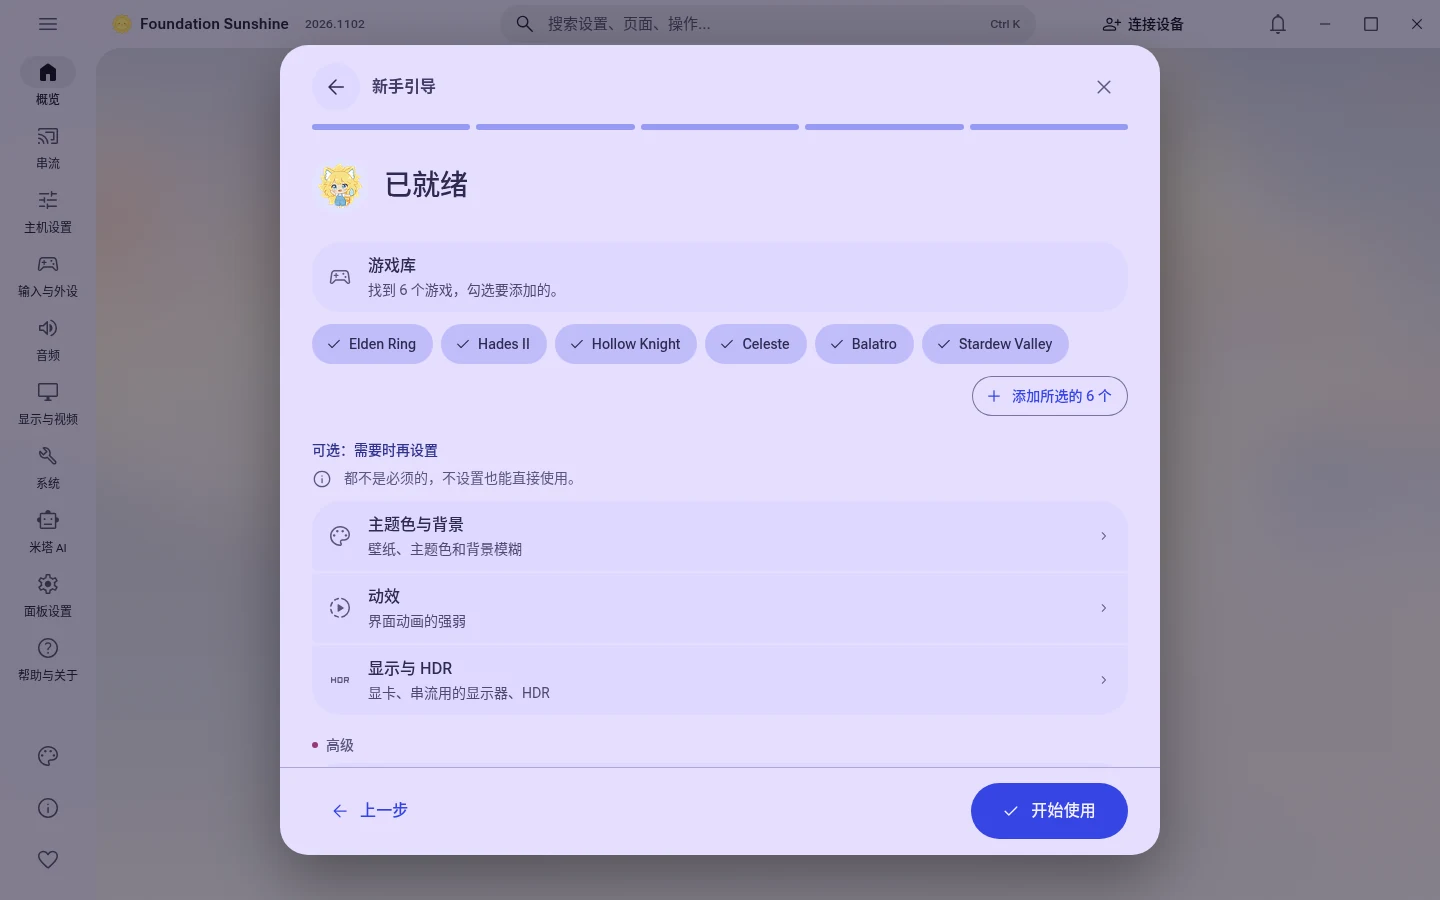 Foundation Sunshine 2026.1102
搜索设置、页面、操作...
Ctrl K
连接设备
概览
串流
主机设置
输入与外设
音频
显示与视频
系统
米塔 AI
面板设置
帮助与关于
新手引导
已就绪
游戏库
找到 6 个游戏，勾选要添加的。
Elden Ring
Hades II
Hollow Knight
Celeste
Balatro
Stardew Valley
添加所选的 6 个
可选：需要时再设置
都不是必须的，不设置也能直接使用。
主题色与背景
壁纸、主题色和背景模糊
动效
界面动画的强弱
HDR
显示与 HDR
显卡、串流用的显示器、HDR
高级
上一步
开始使用